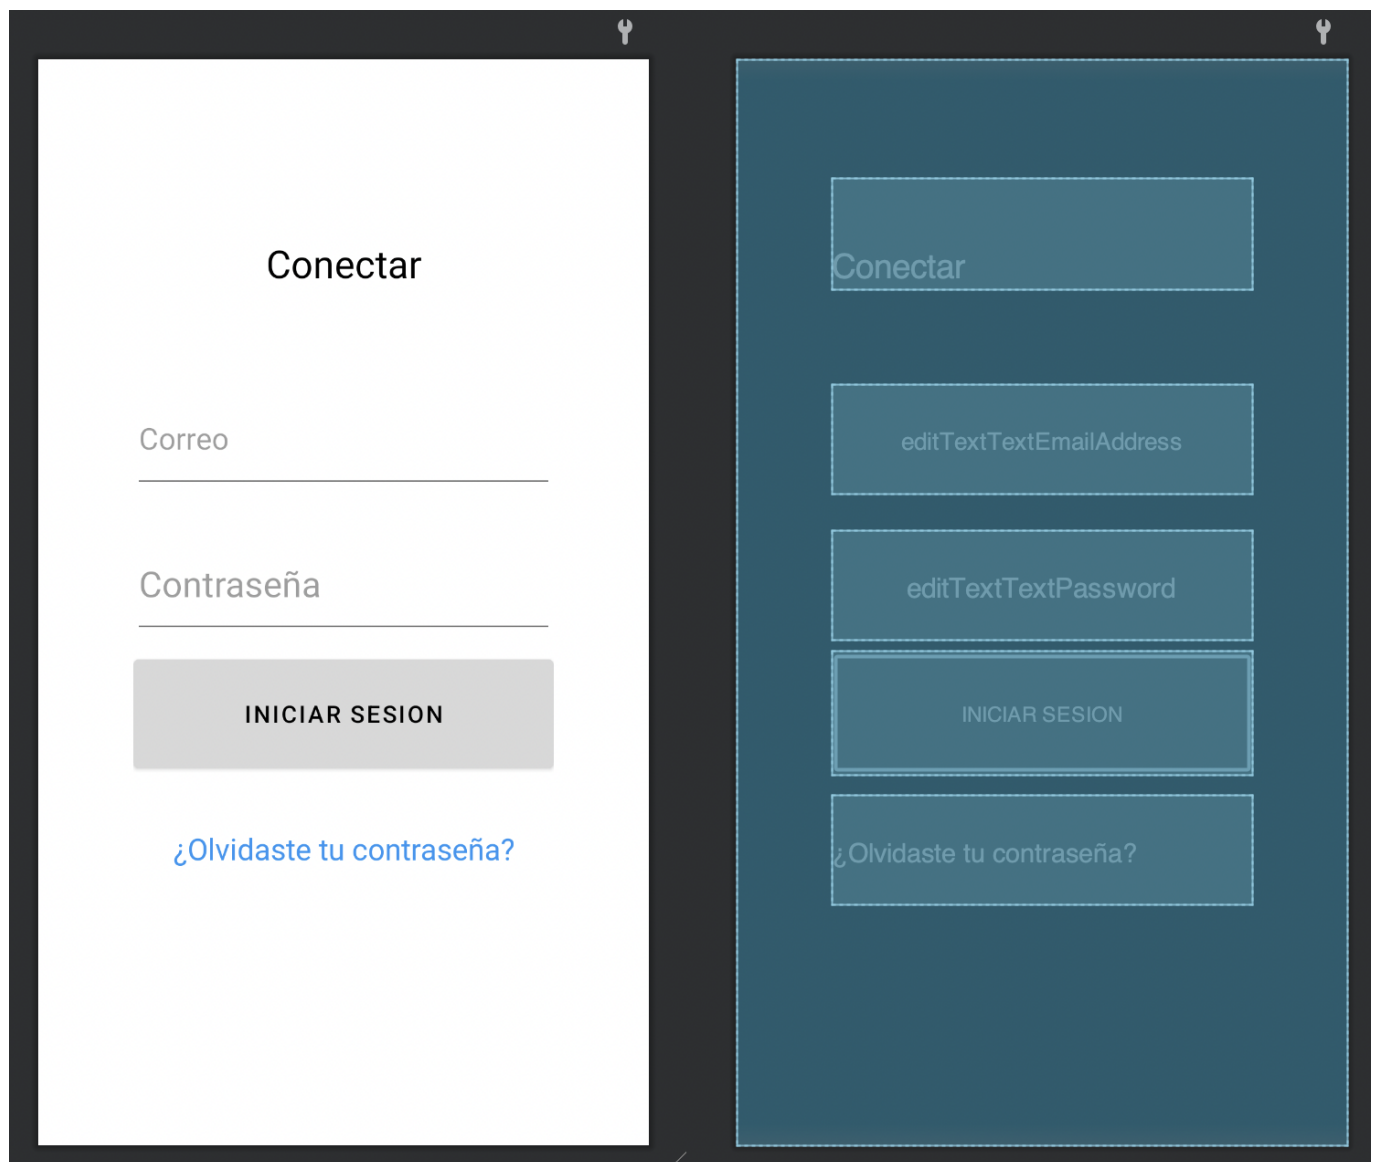 Conectar
Correo
Contraseña
INICIAR SESION
¿Olvidaste tu contraseña?
Conectar
editTextTextEmailAddress
editTextTextPassword
INICIAR SESION
¿Olvidaste tu contraseña?